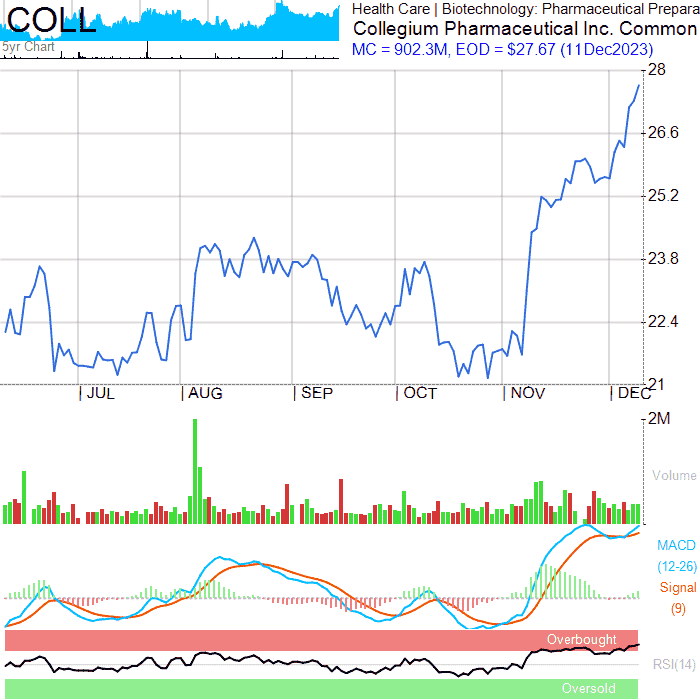 COLL
5yr Chart
Health Care | Biotechnology: Pharmaceutical Prepara
Collegium Pharmaceutical Inc. Common
MC = 902.3M, EOD = $27.67 (11Dec2023)
28
26.6
25.2
23.8
22.4
21
JUL AUG SEP OCT NOV DEC
2M
Volume
MACD
(12-26)
Signal
(9)
Overbought
RSI(14)
Oversold